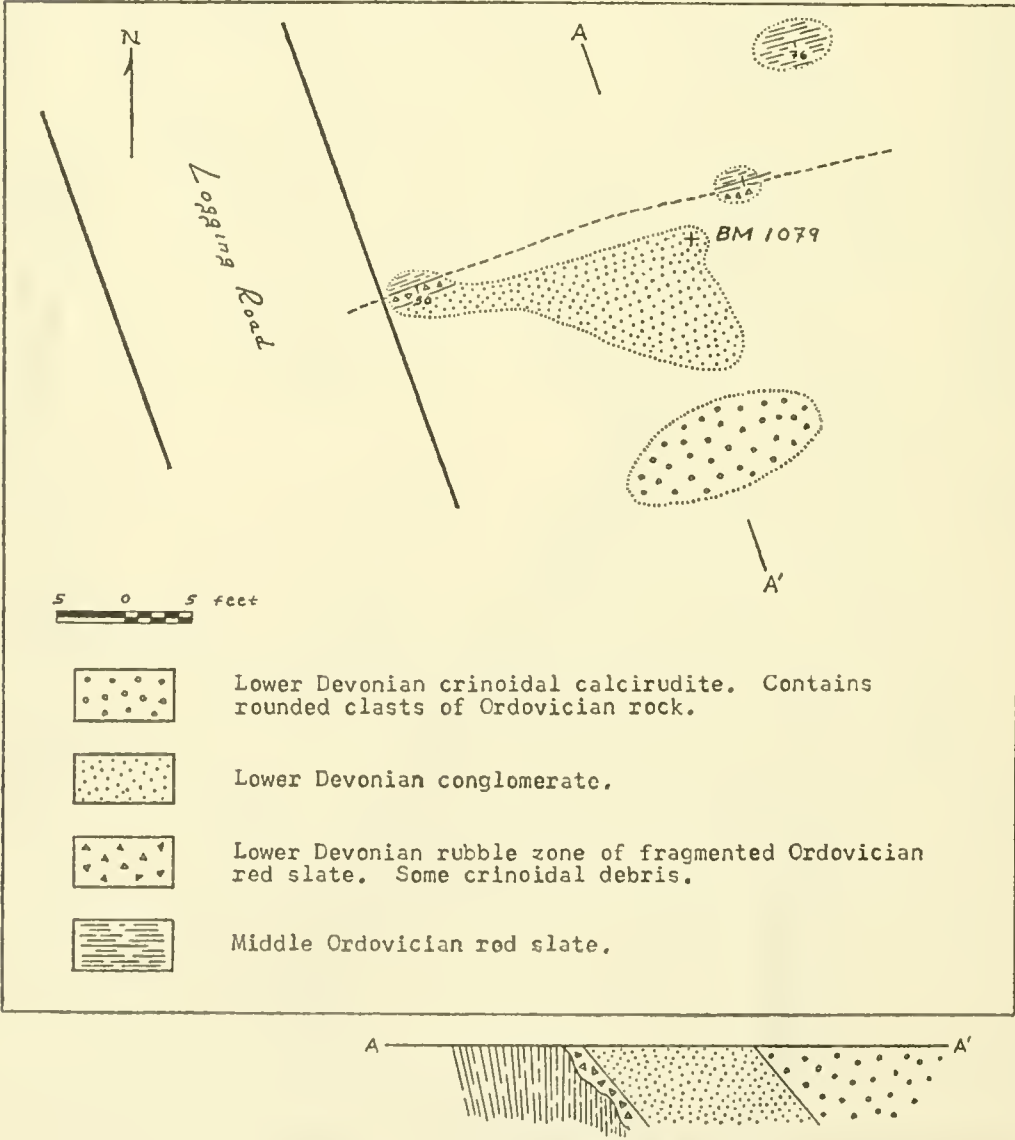 N
A
76
Logging Road
BM 1079
50
A'
5 0 5 feet
Lower Devonian crinoidal calcirudite. Contains
rounded clasts of Ordovician rock.
Lower Devonian conglomerate.
Lower Devonian rubble zone of fragmented Ordovician
red slate. Some crinoidal debris.
Middle Ordovician red slate.
A A'